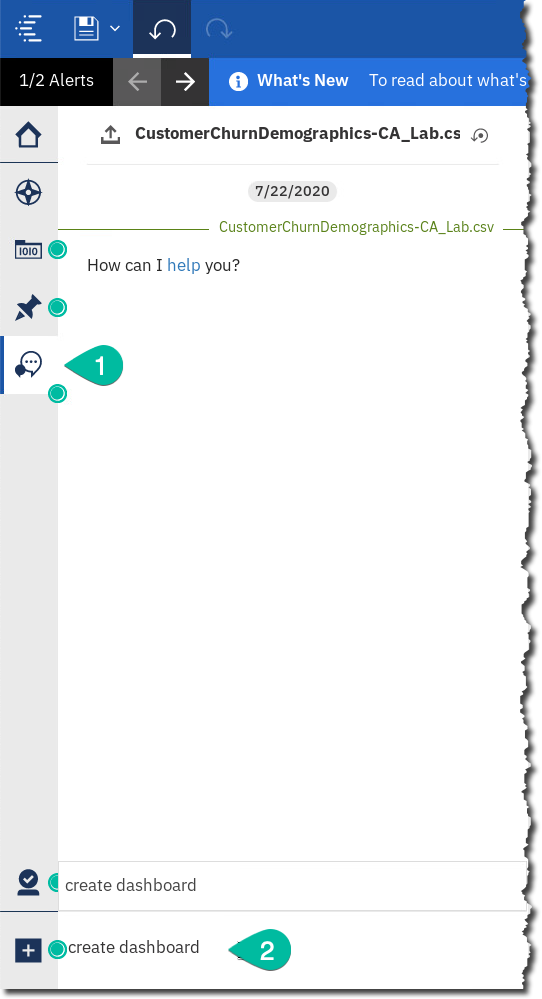 1/2 Alerts
What's New To read about what's
CustomerChurnDemographics-CA_Lab.cs
7/22/2020
CustomerChurnDemographics-CA_Lab.csv
How can I help you?
1010
1
create dashboard
create dashboard
2